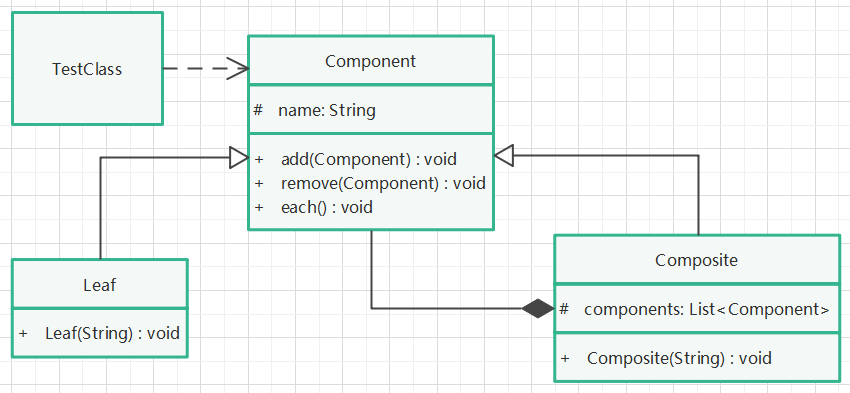 TestClass
Component
# name: String
+ add(Component) : void
+ remove(Component) : void
+ each() : void
Leaf
+ Leaf(String) : void
Composite
# components: List<Component>
+ Composite(String) : void